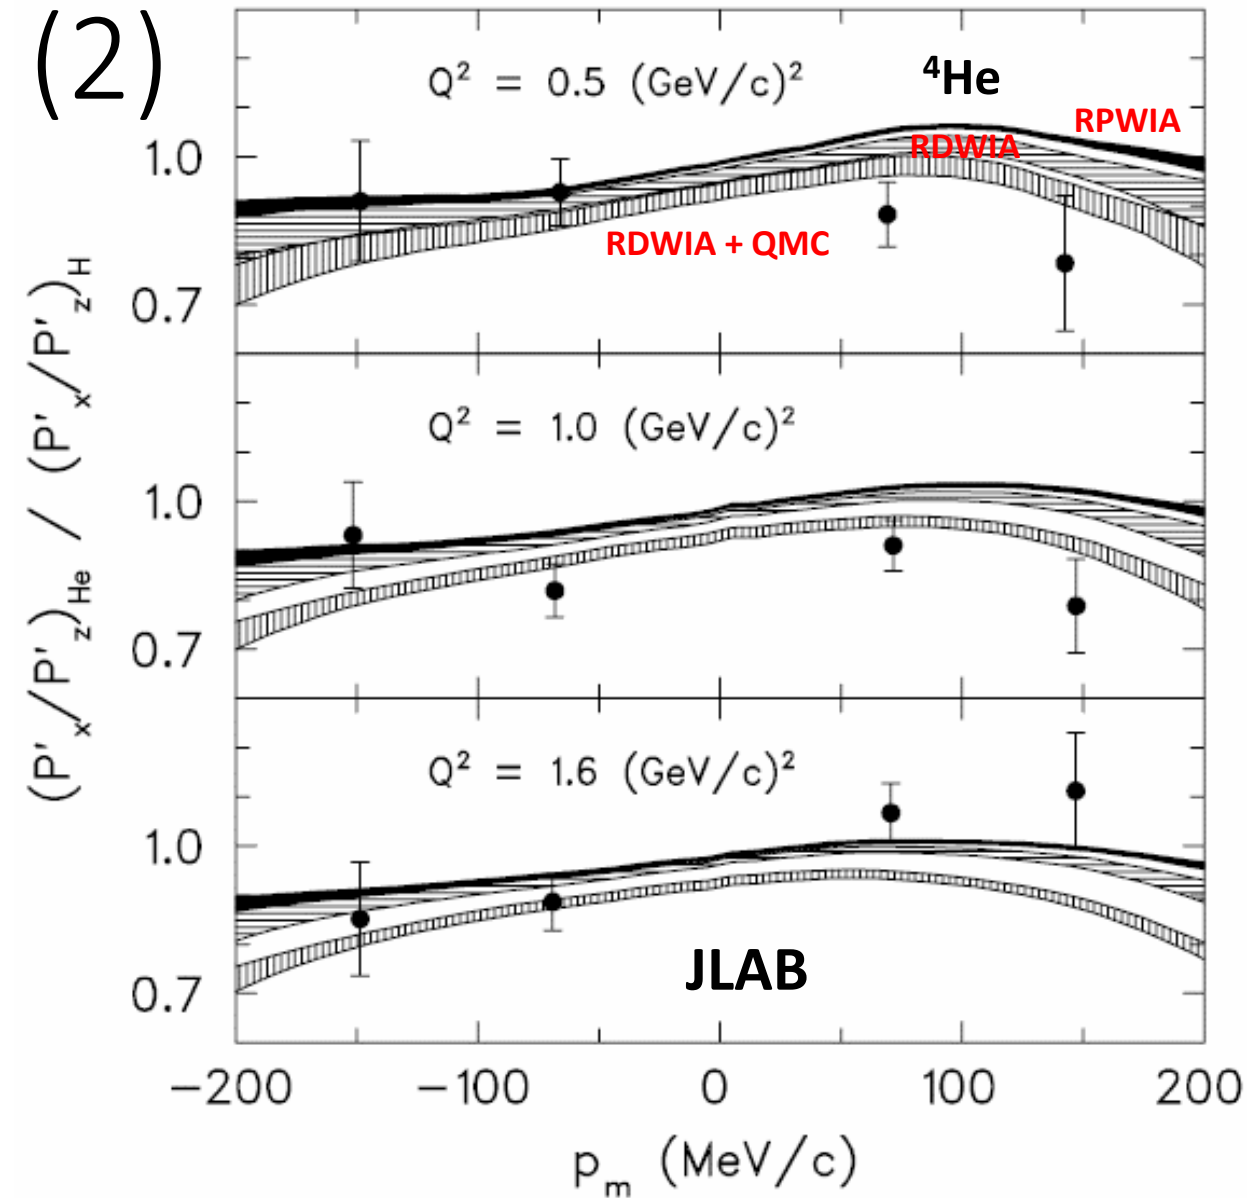 (2)
Q² = 0.5 (GeV/c)²
⁴He
RPWIA
RDWIA
RDWIA + QMC
1.0
0.7
Q² = 1.0 (GeV/c)²
1.0
0.7
Q² = 1.6 (GeV/c)²
1.0
0.7
JLAB
(P'x/P'z)He / (P'x/P'z)H
−200 −100 0 100 200
pm (MeV/c)